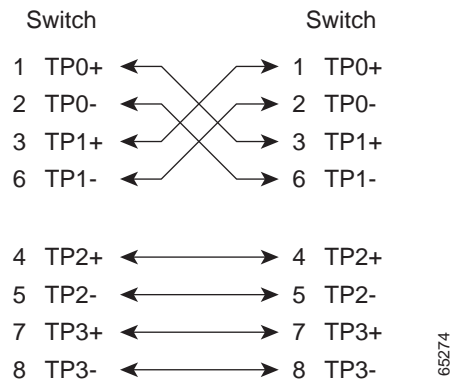 Switch Switch
1 TP0+ 1 TP0+
2 TP0- 2 TP0-
3 TP1+ 3 TP1+
6 TP1- 6 TP1-
4 TP2+ 4 TP2+
5 TP2- 5 TP2-
7 TP3+ 7 TP3+
8 TP3- 8 TP3-
65274